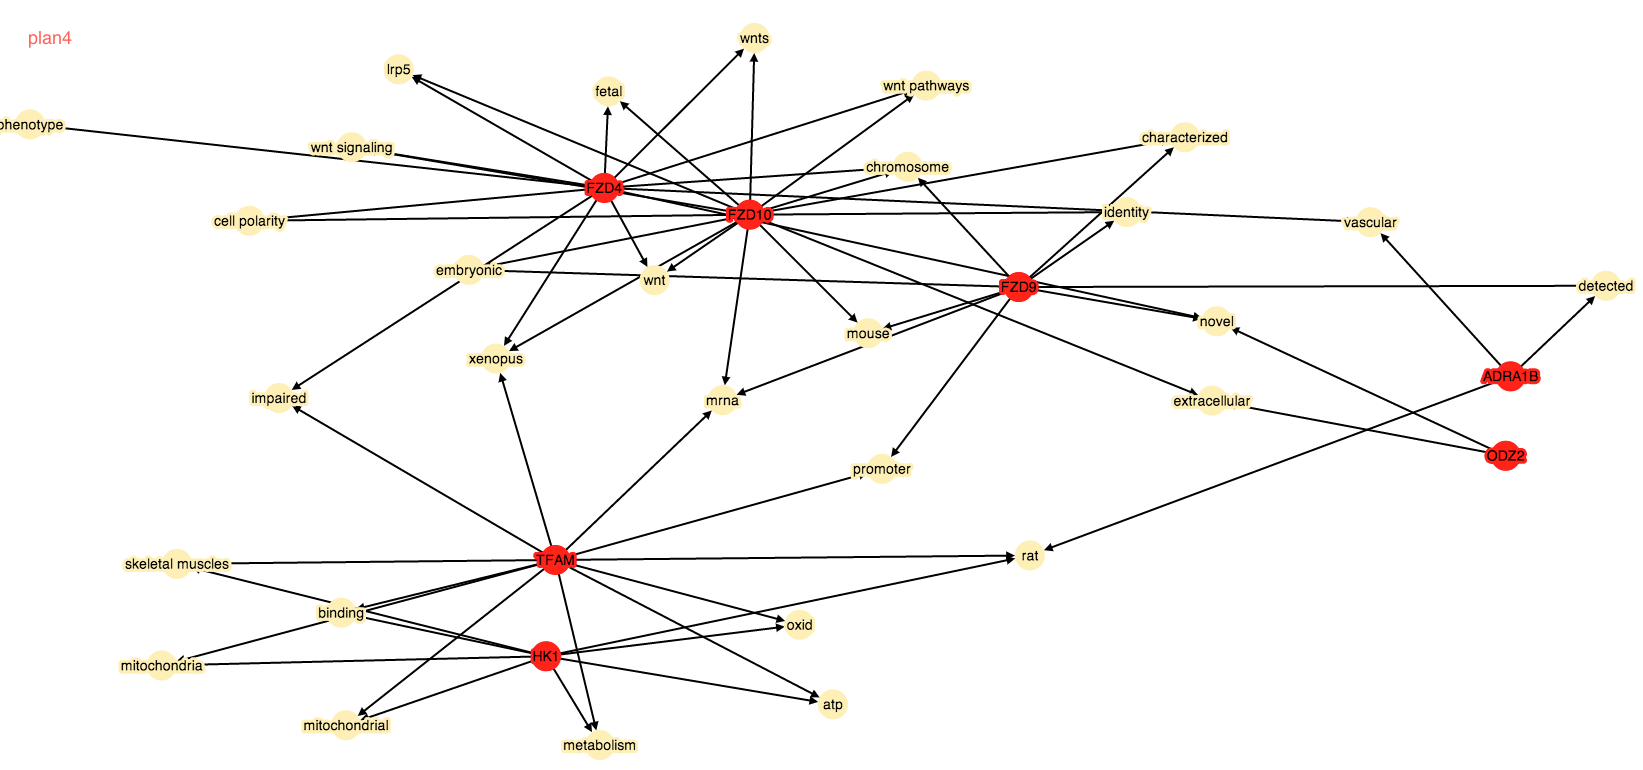 plan4
wnts
lrp5
fetal
wnt pathways
phenotype
wnt signaling
characterized
chromosome
FZD4
FZD10
identity
cell polarity
vascular
embryonic
wnt
FZD9
detected
novel
mouse
xenopus
ADRA1B
impaired
mrna
extracellular
ODZ2
promoter
TFAM
skeletal muscles
rat
binding
oxid
HK1
mitochondria
atp
mitochondrial
metabolism